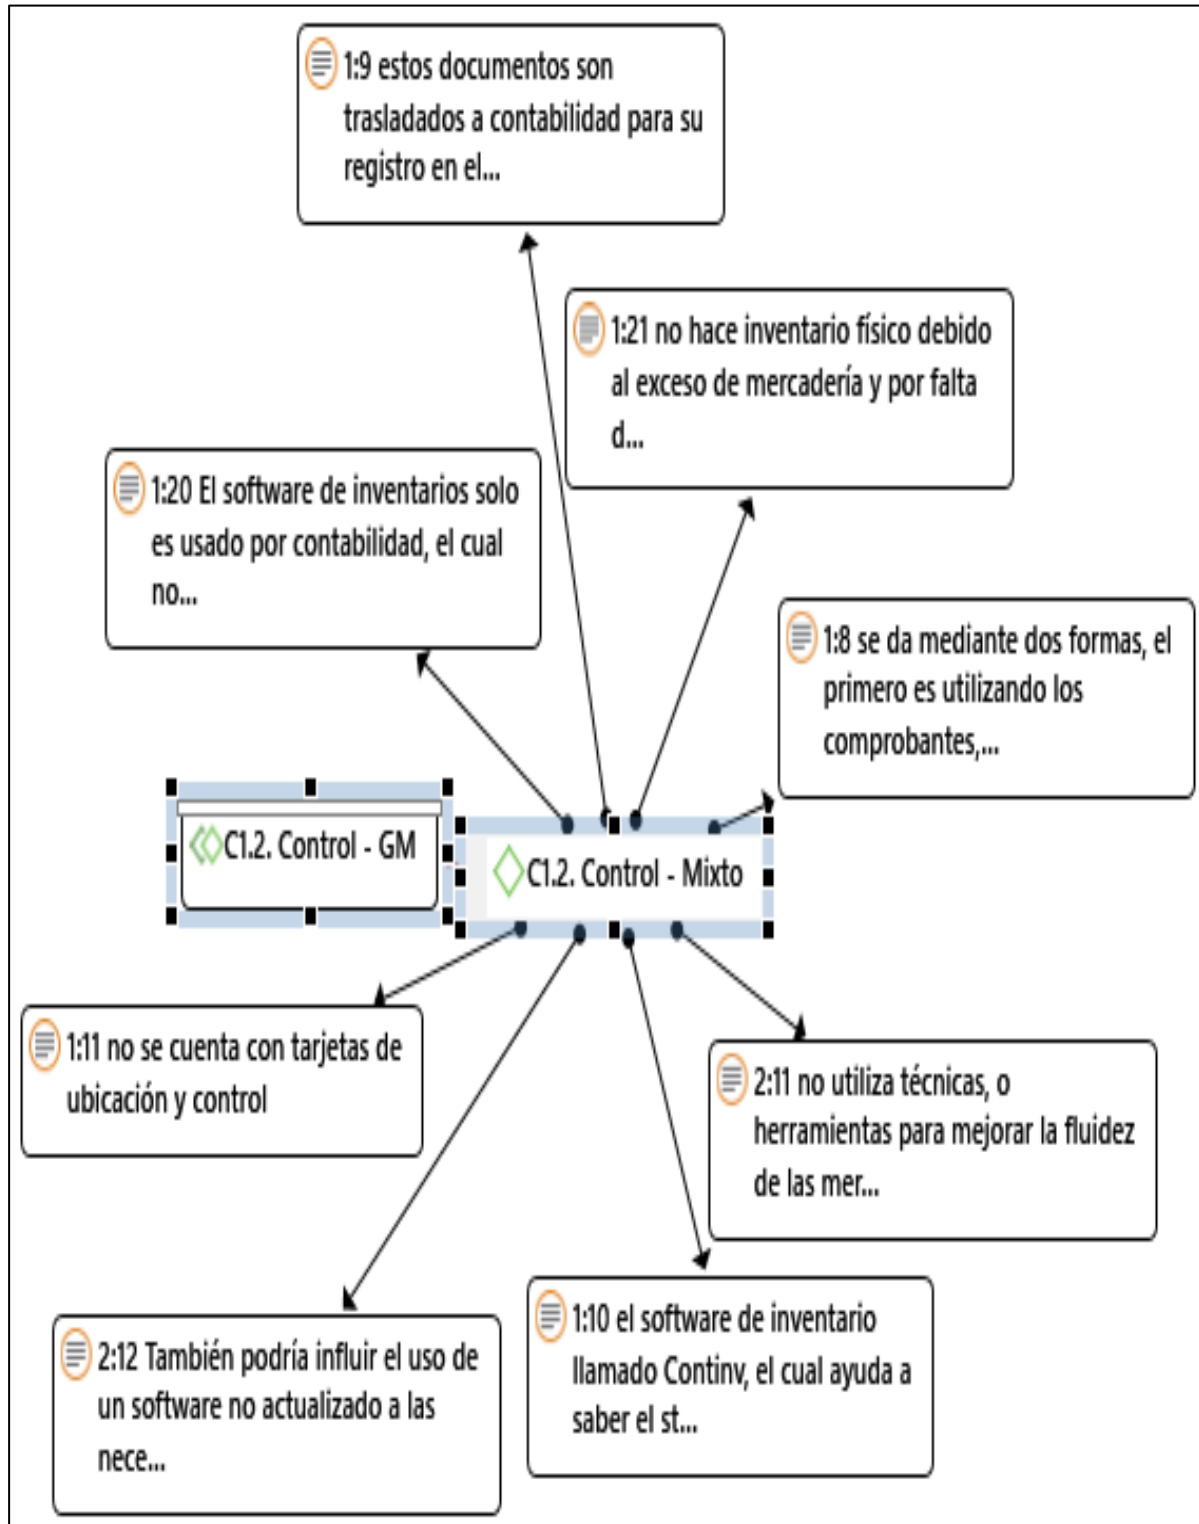 1:9 estos documentos son
trasladados a contabilidad para su
registro en el...
1:21 no hace inventario físico debido
al exceso de mercadería y por falta
d...
1:20 El software de inventarios solo
es usado por contabilidad, el cual
no...
1:8 se da mediante dos formas, el
primero es utilizando los
comprobantes,...
C1.2. Control - GM
C1.2. Control - Mixto
1:11 no se cuenta con tarjetas de
ubicación y control
2:11 no utiliza técnicas, o
herramientas para mejorar la fluidez
de las mer...
1:10 el software de inventario
llamado Continv, el cual ayuda a
saber el st...
2:12 También podría influir el uso de
un software no actualizado a las
nece...